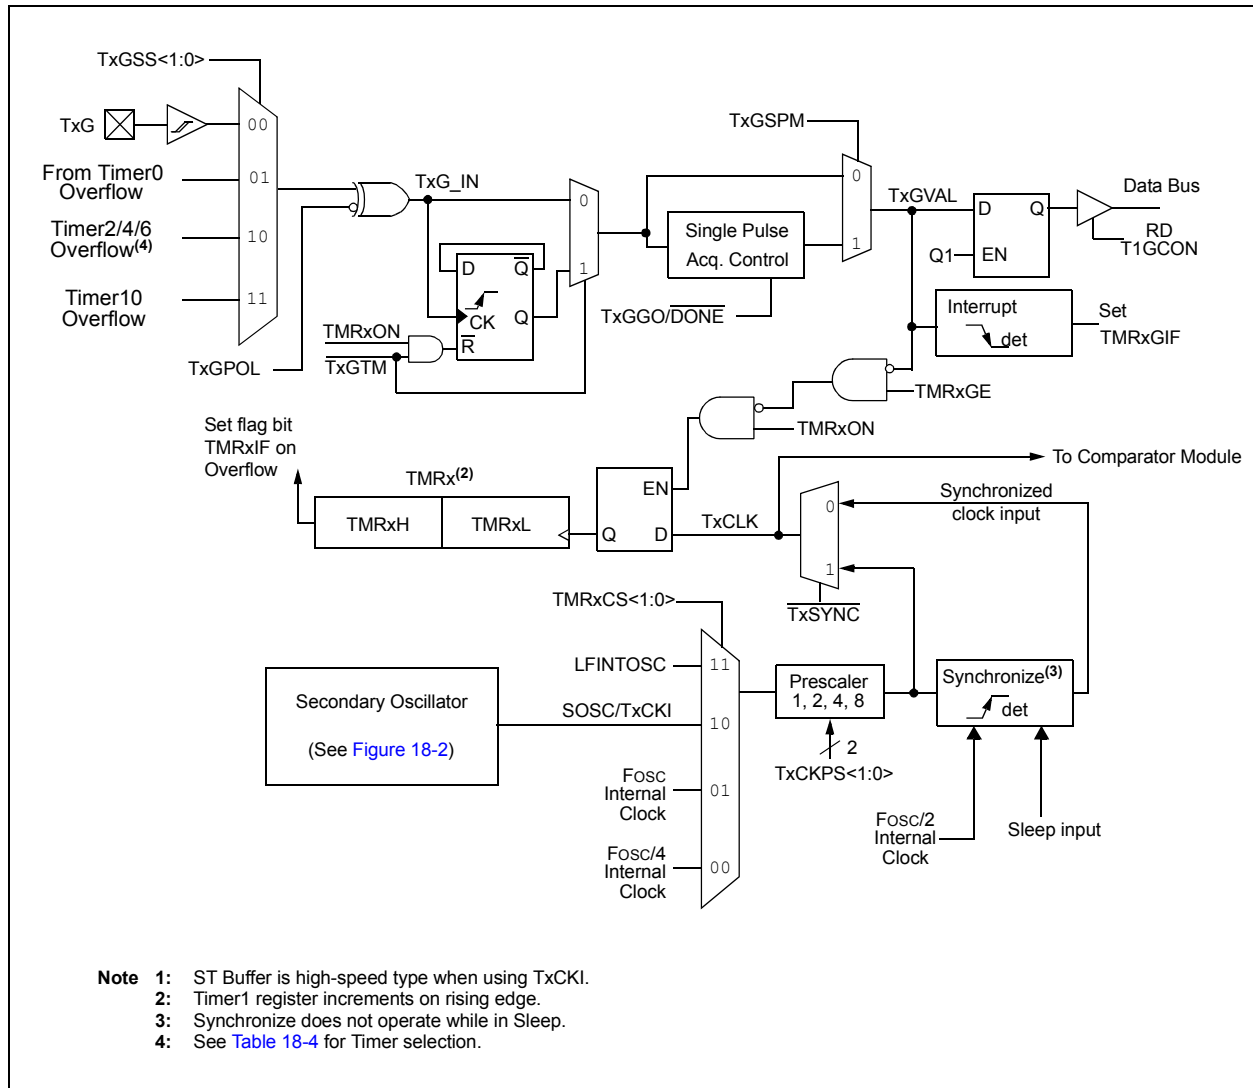 TxGSS<1:0>
TxG
00
From Timer0
Overflow
01
Timer2/4/6
Overflow(4)
10
Timer10
Overflow
11
TxGPOL
TxG_IN
0
1
D
Q
CK
Q
R
TMRxON
TxGTM
Single Pulse
Acq. Control
TxGGO/DONE
TxGSPM
0
1
TxGVAL
D
Q
Q1
EN
Data Bus
RD
T1GCON
Interrupt
det
Set
TMRxGIF
TMRxGE
TMRxON
Set flag bit
TMRxIF on
Overflow
TMRx(2)
TMRxH
TMRxL
EN
Q
D
TxCLK
To Comparator Module
0
1
Synchronized
clock input
TxSYNC
TMRxCS<1:0>
LFINTOSC
11
Secondary Oscillator
(See Figure 18-2)
SOSC/TxCKI
10
FOSC
Internal
Clock
01
FOSC/4
Internal
Clock
00
Prescaler
1, 2, 4, 8
2
TxCKPS<1:0>
Synchronize(3)
det
FOSC/2
Internal
Clock
Sleep input
Note 1: ST Buffer is high-speed type when using TxCKI.
2: Timer1 register increments on rising edge.
3: Synchronize does not operate while in Sleep.
4: See Table 18-4 for Timer selection.